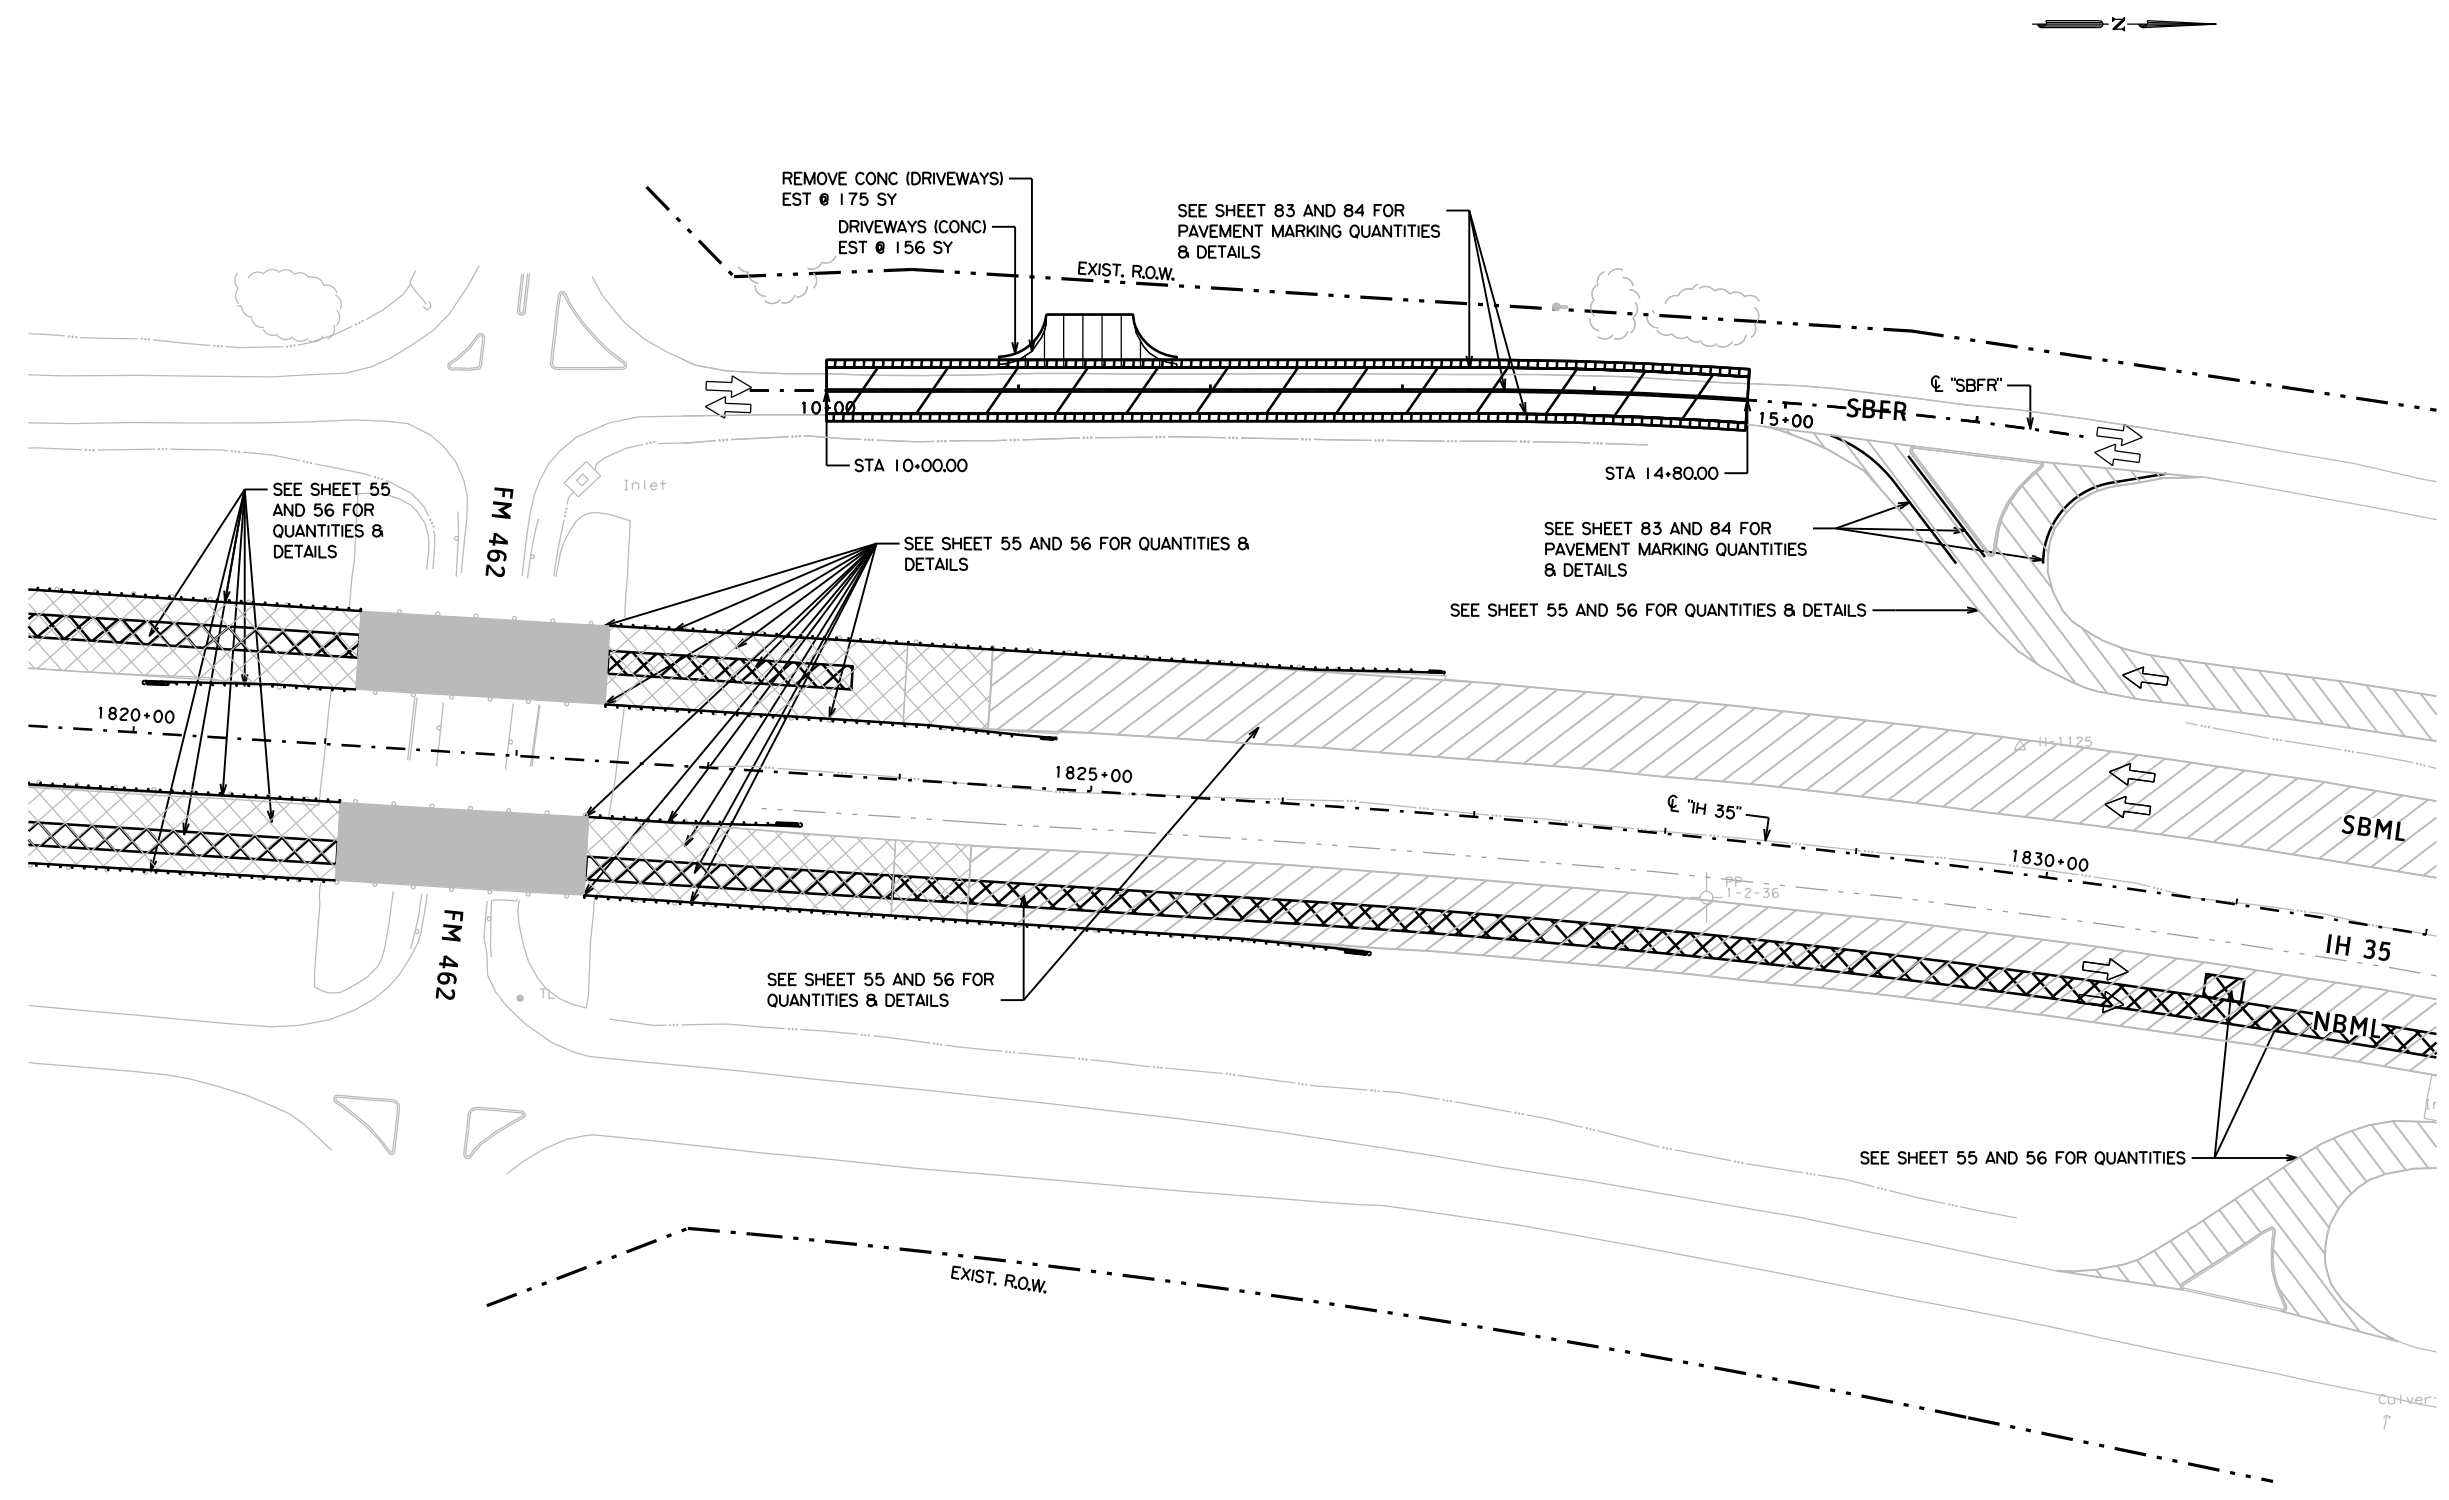 N
REMOVE CONC (DRIVEWAYS)
EST @ 175 SY
DRIVEWAYS (CONC)
EST @ 156 SY
SEE SHEET 83 AND 84 FOR
PAVEMENT MARKING QUANTITIES
& DETAILS
EXIST. R.O.W.
℄ "SBFR"
SBFR
10+00
15+00
STA 10+00.00
STA 14+80.00
Inlet
SEE SHEET 55
AND 56 FOR
QUANTITIES &
DETAILS
FM 462
SEE SHEET 55 AND 56 FOR QUANTITIES &
DETAILS
SEE SHEET 83 AND 84 FOR
PAVEMENT MARKING QUANTITIES
& DETAILS
SEE SHEET 55 AND 56 FOR QUANTITIES & DETAILS
1820+00
H-1125
1825+00
℄ "IH 35"
SBML
1830+00
PP
1-2-36
IH 35
FM 462
TL
SEE SHEET 55 AND 56 FOR
QUANTITIES & DETAILS
NBML
SEE SHEET 55 AND 56 FOR QUANTITIES
EXIST. R.O.W.
Culver